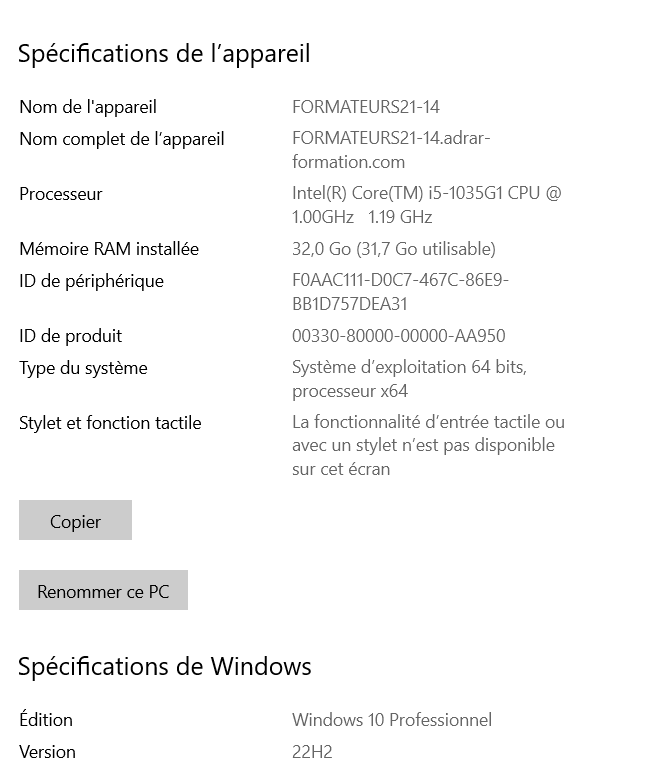 Spécifications de l’appareil
Nom de l'appareil FORMATEURS21-14
Nom complet de l’appareil FORMATEURS21-14.adrar-
formation.com
Processeur Intel(R) Core(TM) i5-1035G1 CPU @
1.00GHz 1.19 GHz
Mémoire RAM installée 32,0 Go (31,7 Go utilisable)
ID de périphérique F0AAC111-D0C7-467C-86E9-
BB1D757DEA31
ID de produit 00330-80000-00000-AA950
Type du système Système d’exploitation 64 bits,
processeur x64
Stylet et fonction tactile La fonctionnalité d’entrée tactile ou
avec un stylet n’est pas disponible
sur cet écran
Copier
Renommer ce PC
Spécifications de Windows
Édition Windows 10 Professionnel
Version 22H2